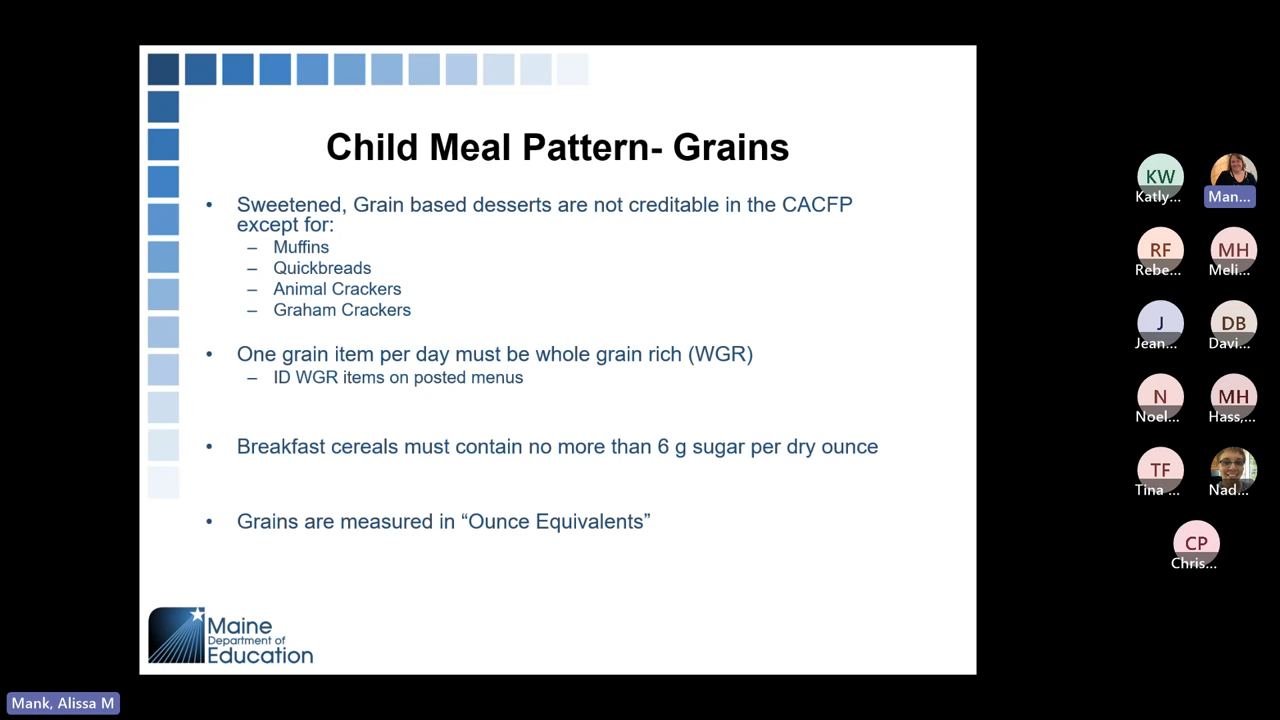 Child Meal Pattern- Grains
• Sweetened, Grain based desserts are not creditable in the CACFP
except for:
– Muffins
– Quickbreads
– Animal Crackers
– Graham Crackers
• One grain item per day must be whole grain rich (WGR)
– ID WGR items on posted menus
• Breakfast cereals must contain no more than 6 g sugar per dry ounce
• Grains are measured in “Ounce Equivalents”
Maine
Department of
Education
KW
Katly...
Man...
RF
Rebe...
MH
Meli...
J
Jean...
DB
Davi...
N
Noel...
MH
Hass,...
TF
Tina ...
Nad...
CP
Chris...
Mank, Alissa M